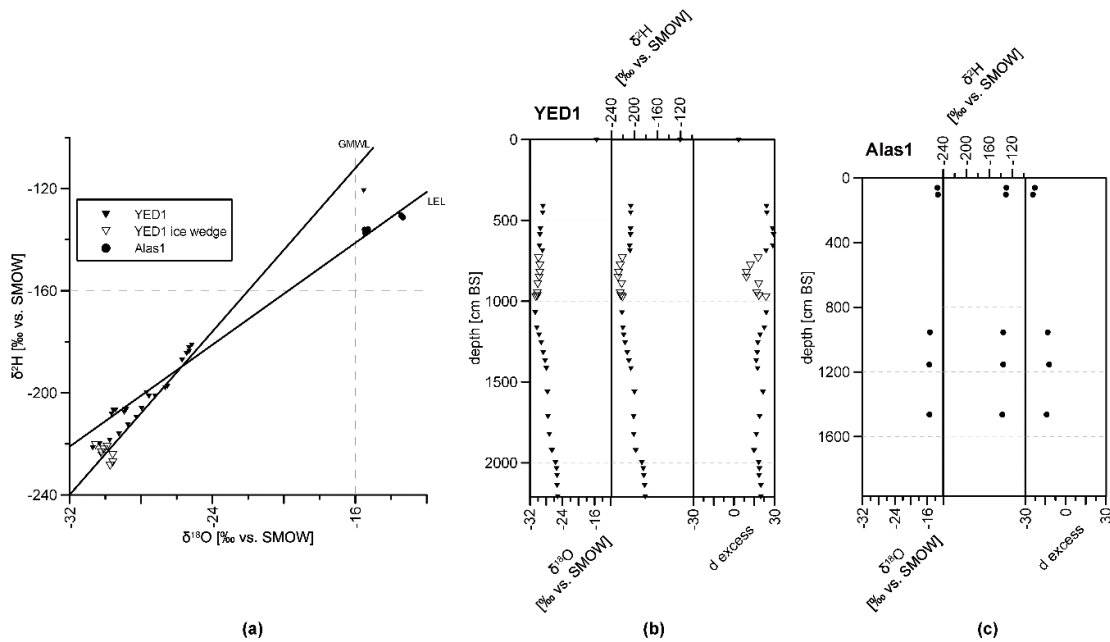 GMWL
LEL
YED1
YED1 ice wedge
Alas1
-120
-160
-200
-240
δ²H [‰ vs. SMOW]
-32
-24
-16
δ¹⁸O [‰ vs. SMOW]
(a)
δ²H
[‰ vs. SMOW]
YED1
-240
-200
-160
-120
0
500
1000
1500
2000
depth [cm BS]
-32
-24
-16
-30
0
30
δ¹⁸O
[‰ vs. SMOW]
d excess
(b)
δ²H
[‰ vs. SMOW]
Alas1
-240
-200
-160
-120
0
400
800
1200
1600
depth [cm BS]
-32
-24
-16
-30
0
30
δ¹⁸O
[‰ vs. SMOW]
d excess
(c)